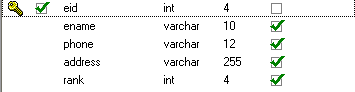 eid int 4
ename varchar 10
phone varchar 12
address varchar 255
rank int 4